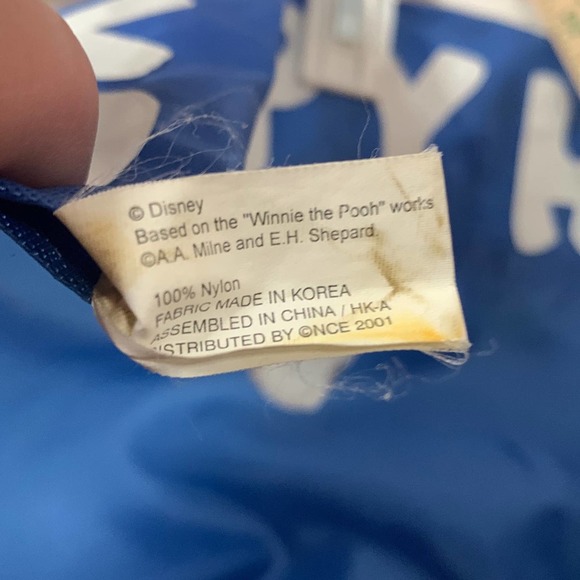 © Disney
Based on the "Winnie the Pooh" works
©A.A. Milne and E.H. Shepard
100% Nylon
FABRIC MADE IN KOREA
ASSEMBLED IN CHINA / HK-A
ISTRIBUTED BY ©NCE 2001